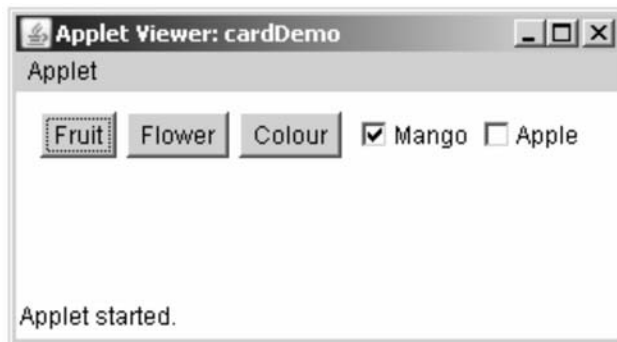 Applet Viewer: cardDemo
Applet
Fruit Flower Colour Mango Apple
Applet started.